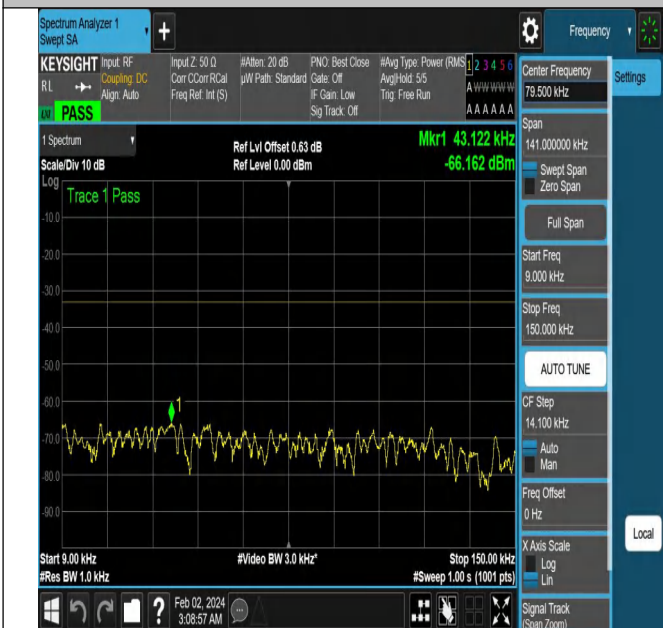 Spectrum Analyzer 1
Swept SA
+
Frequency
KEYSIGHT
RL
LXI
PASS
Input: RF
Coupling: DC
Align: Auto
Input Z: 50 Ω
Corr CCorr RCal
Freq Ref: Int (S)
#Atten: 20 dB
µW Path: Standard
PNO: Best Close
Gate: Off
IF Gain: Low
Sig Track: Off
#Avg Type: Power (RMS
Avg|Hold: 5/5
Trig: Free Run
1 2 3 4 5 6
A W W W W W
A A A A A A
1 Spectrum
Scale/Div 10 dB
Log
Ref Lvl Offset 0.63 dB
Ref Level 0.00 dBm
Mkr1 43.122 kHz
-66.162 dBm
Trace 1 Pass
-10.0
-20.0
-30.0
-40.0
-50.0
-60.0
-70.0
-80.0
-90.0
1
Start 9.00 kHz
#Res BW 1.0 kHz
#Video BW 3.0 kHz*
Stop 150.00 kHz
#Sweep 1.00 s (1001 pts)
Feb 02, 2024
3:08:57 AM
Center Frequency
79.500 kHz
Span
141.000000 kHz
Swept Span
Zero Span
Full Span
Start Freq
9.000 kHz
Stop Freq
150.000 kHz
AUTO TUNE
CF Step
14.100 kHz
Auto
Man
Freq Offset
0 Hz
X Axis Scale
Log
Lin
Signal Track
(Span Zoom)
Settings
Local